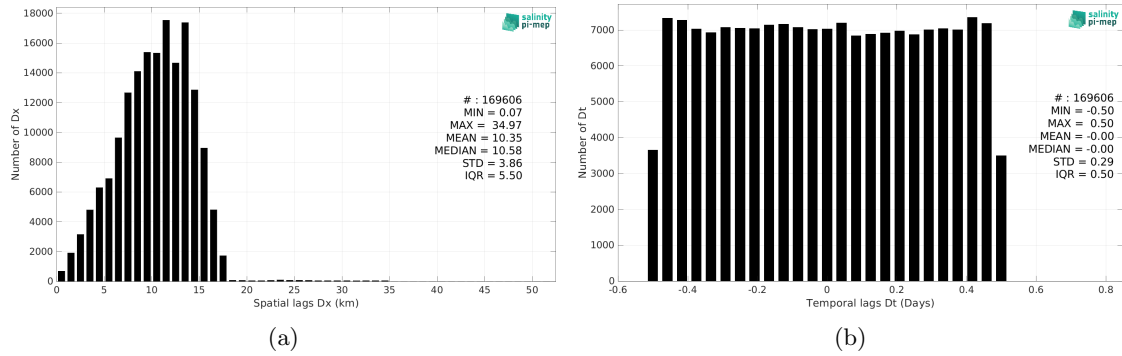 18000
16000
14000
12000
10000
8000
6000
4000
2000
0
Number of Dx
salinity
pi-mep
# : 169606
MIN = 0.07
MAX = 34.97
MEAN = 10.35
MEDIAN = 10.58
STD = 3.86
IQR = 5.50
0 5 10 15 20 25 30 35 40 45 50
Spatial lags Dx (km)
(a)
7000
6000
5000
4000
3000
2000
1000
0
Number of Dt
salinity
pi-mep
# : 169606
MIN = -0.50
MAX = 0.50
MEAN = -0.00
MEDIAN = -0.00
STD = 0.29
IQR = 0.50
-0.6 -0.4 -0.2 0 0.2 0.4 0.6 0.8
Temporal lags Dt (Days)
(b)